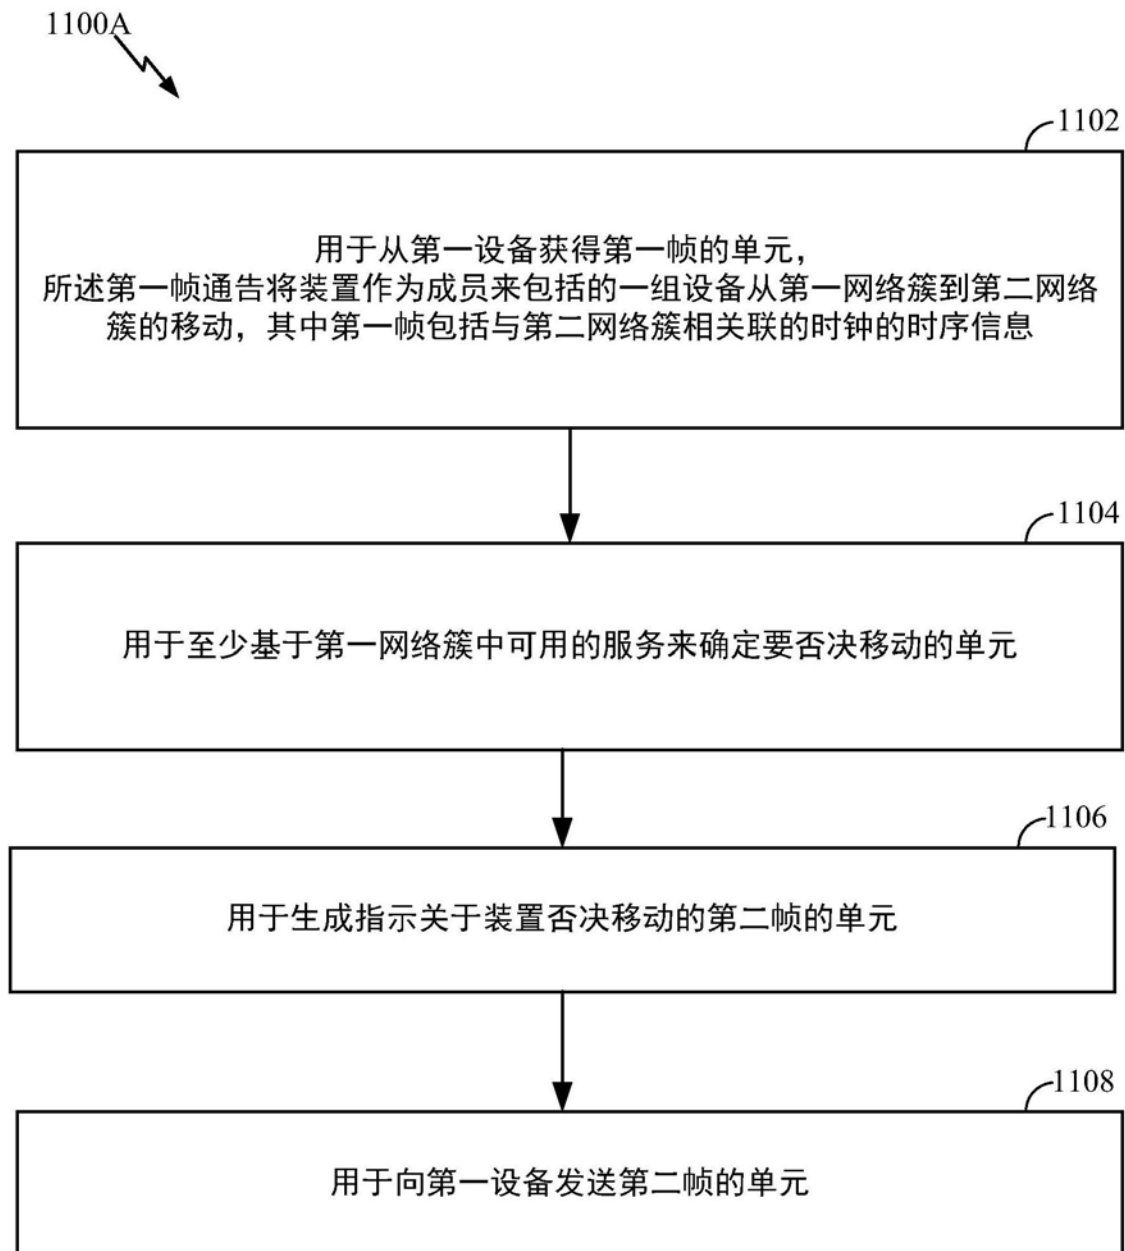 1100A
1102
用于从第一设备获得第一帧的单元，
所述第一帧通告将装置作为成员来包括的一组设备从第一网络簇到第二网络
簇的移动，其中第一帧包括与第二网络簇相关联的时钟的时序信息
1104
用于至少基于第一网络簇中可用的服务来确定要否决移动的单元
1106
用于生成指示关于装置否决移动的第二帧的单元
1108
用于向第一设备发送第二帧的单元